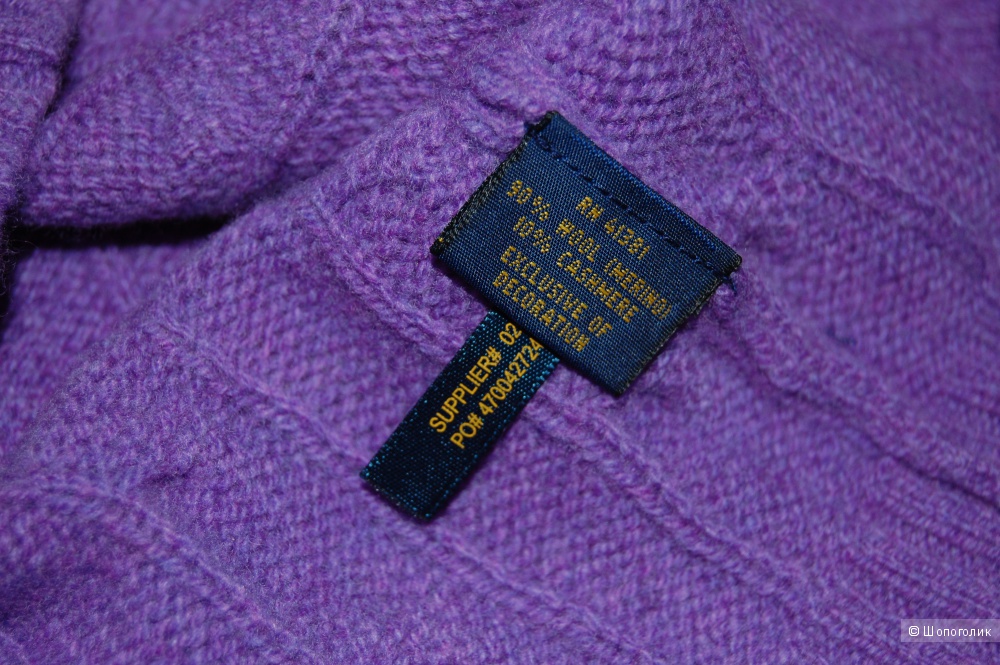 RN 41381
90% WOOL (MERINO)
10% CASHMERE
EXCLUSIVE OF
DECORATION
SUPPLIER# 02
PO# 470042724
© Шопоголик